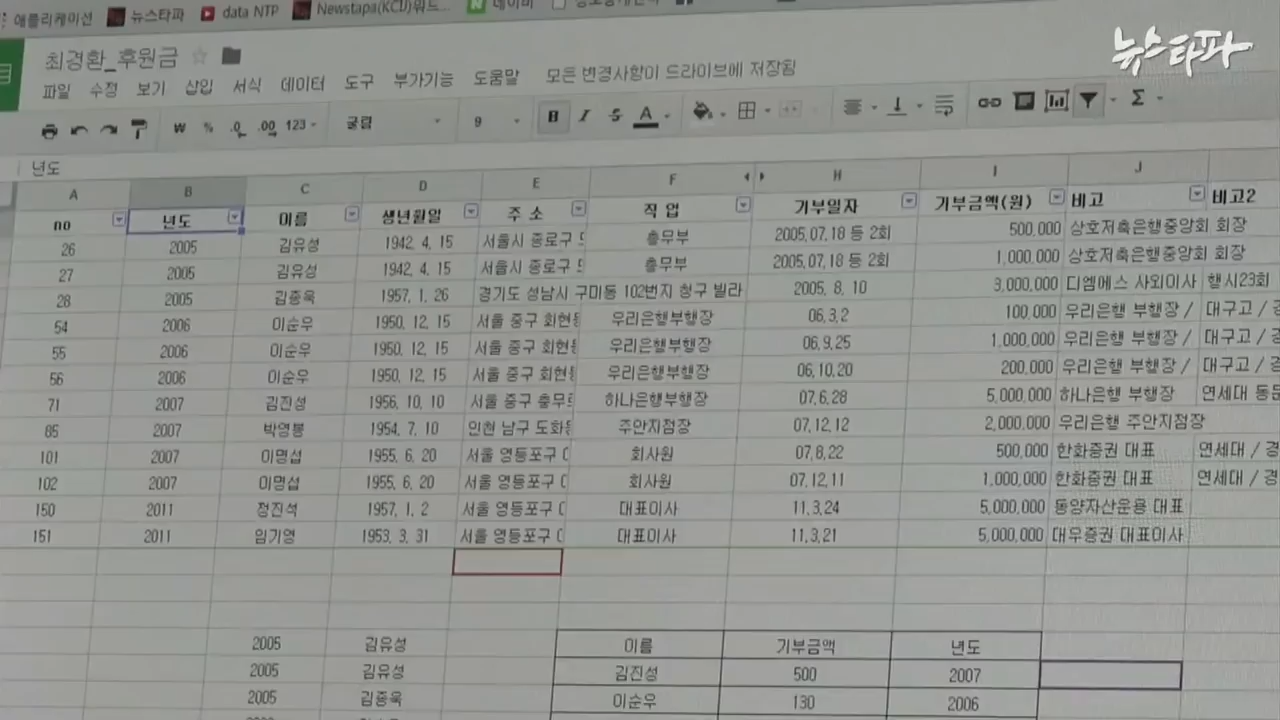 애플리케이션 뉴스타파 data NTP Newstapa(KCIJ)워드... 네이버
뉴스타파
최경환_후원금
파일 수정 보기 삽입 서식 데이터 도구 부가기능 도움말 모든 변경사항이 드라이브에 저장됨
₩ % .0 .00 123 굴림 9 B I S A Σ
년도
A B C D E F H I J
no 년도 이름 생년월일 주 소 직 업 기부일자 기부금액(원) 비고 비고2
26 2005 김유성 1942. 4. 15 서울시 종로구 총무부 2005.07.18 등 2회 500,000 상호저축은행중앙회 회장
27 2005 김유성 1942. 4. 15 서울시 종로구 총무부 2005.07.18 등 2회 1,000,000 상호저축은행중앙회 회장
28 2005 김종욱 1957. 1. 26 경기도 성남시 구미동 102번지 청구 빌라 2005. 8. 10 3,000,000 디엠에스 사외이사 행시23회
54 2006 이순우 1950. 12. 15 서울 중구 회현동 우리은행부행장 06.3.2 100,000 우리은행 부행장 / 대구고 /
55 2006 이순우 1950. 12. 15 서울 중구 회현동 우리은행부행장 06.9.25 1,000,000 우리은행 부행장 / 대구고 /
56 2006 이순우 1950. 12. 15 서울 중구 회현동 우리은행부행장 06.10.20 200,000 우리은행 부행장 / 대구고 /
71 2007 김진성 1956. 10. 10 서울 중구 충무로 하나은행부행장 07.6.28 5,000,000 하나은행 부행장 연세대 동문
85 2007 박영봉 1954. 7. 10 인천 남구 도화동 주안지점장 07.12.12 2,000,000 우리은행 주안지점장
101 2007 이명섭 1955. 6. 20 서울 영등포구 회사원 07.8.22 500,000 한화증권 대표 연세대 / 경
102 2007 이명섭 1955. 6. 20 서울 영등포구 회사원 07.12.11 1,000,000 한화증권 대표 연세대 / 경
150 2011 정진석 1957. 1. 2 서울 영등포구 대표이사 11.3.24 5,000,000 동양자산운용 대표
151 2011 임기영 1953. 3. 31 서울 영등포구 대표이사 11.3.21 5,000,000 대우증권 대표이사
2005 김유성 이름 기부금액 년도
2005 김유성 김진성 500 2007
2005 김종욱 이순우 130 2006